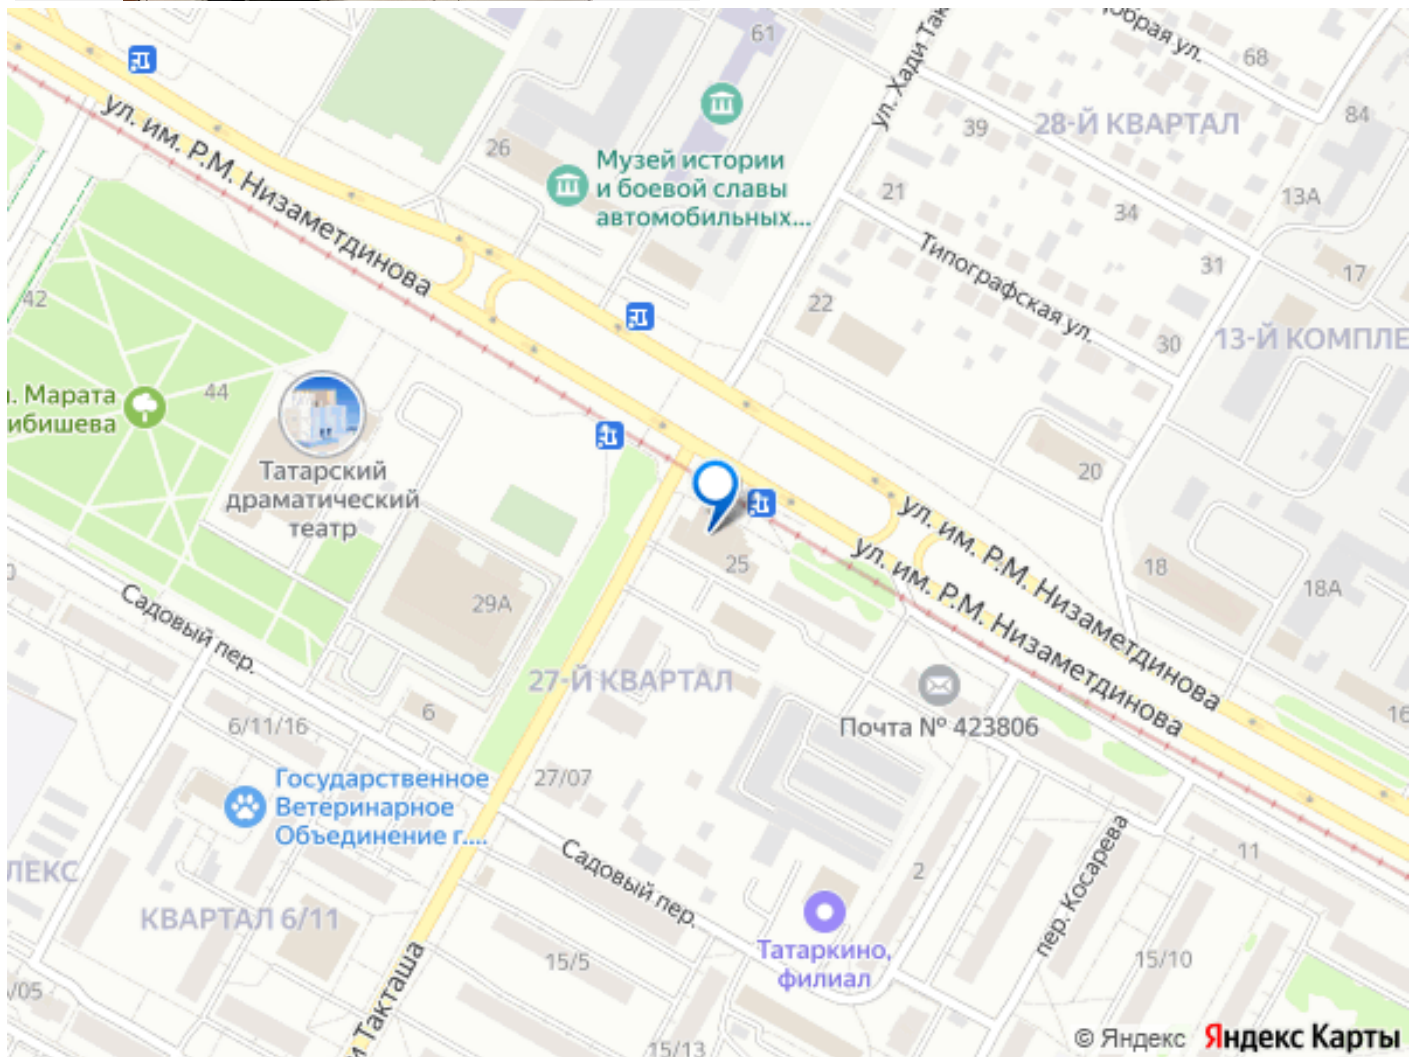 61
Добрая ул.
68
ул. Хади Так
84
26
39
28-Й КВАРТАЛ
ул. им. Р.М. Низаметдинова
Музей истории
и боевой славы
автомобильных...
21
34
13А
Типографская ул.
31
17
42
22
30
13-Й КОМПЛЕ
л. Марата
ибишева
44
Татарский
драматический
театр
20
ул. им. Р.М. Низаметдинова
ул. им. Р.М. Низаметдинова
25
18
18А
29А
Садовый пер.
27-Й КВАРТАЛ
6
6/11/16
Почта № 423806
16
Государственное
Ветеринарное
Объединение г....
27/07
Садовый пер.
2
пер. Косарева
11
ЛЕКС
КВАРТАЛ 6/11
Татаркино,
филиал
15/5
15/10
/05
и Такташа
15/13
© Яндекс Яндекс Карты